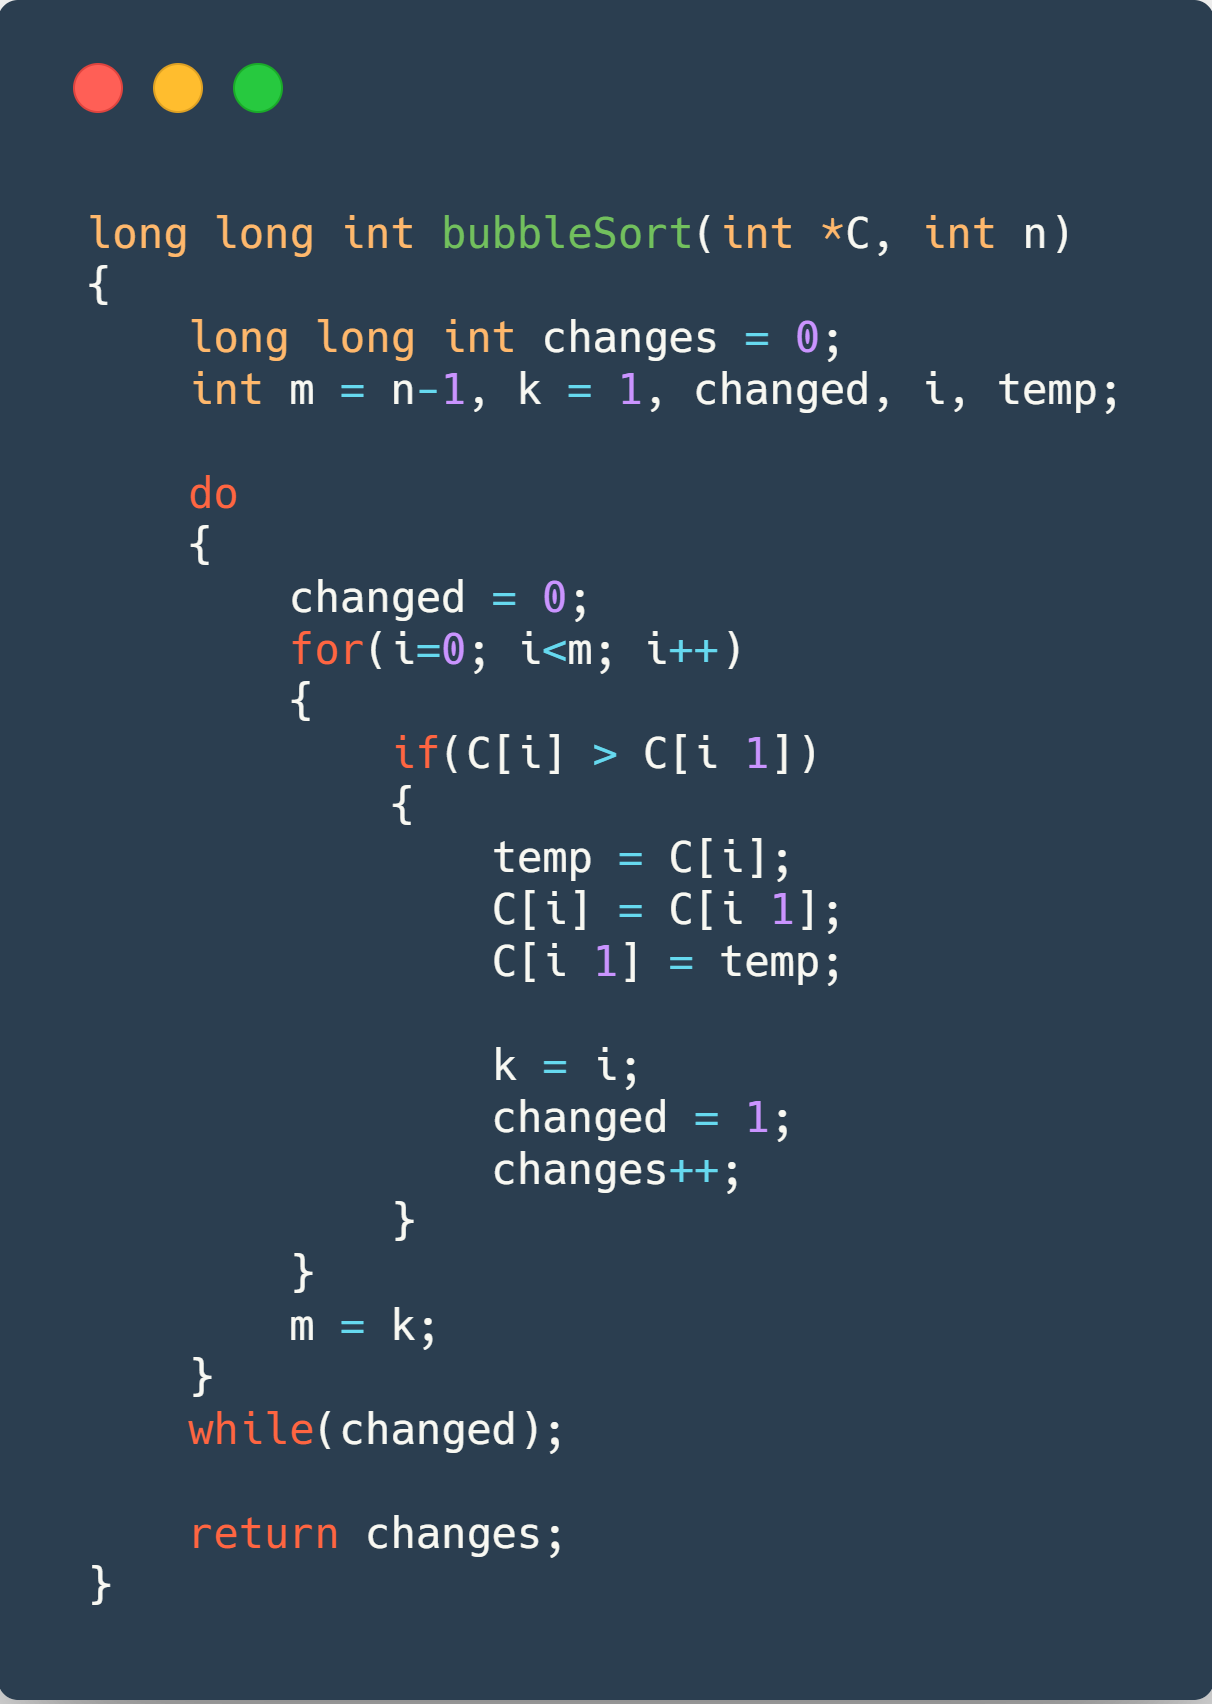 long long int bubbleSort(int *C, int n)
{
    long long int changes = 0;
    int m = n-1, k = 1, changed, i, temp;

    do
    {
        changed = 0;
        for(i=0; i<m; i++)
        {
            if(C[i] > C[i 1])
            {
                temp = C[i];
                C[i] = C[i 1];
                C[i 1] = temp;

                k = i;
                changed = 1;
                changes++;
            }
        }
        m = k;
    }
    while(changed);

    return changes;
}